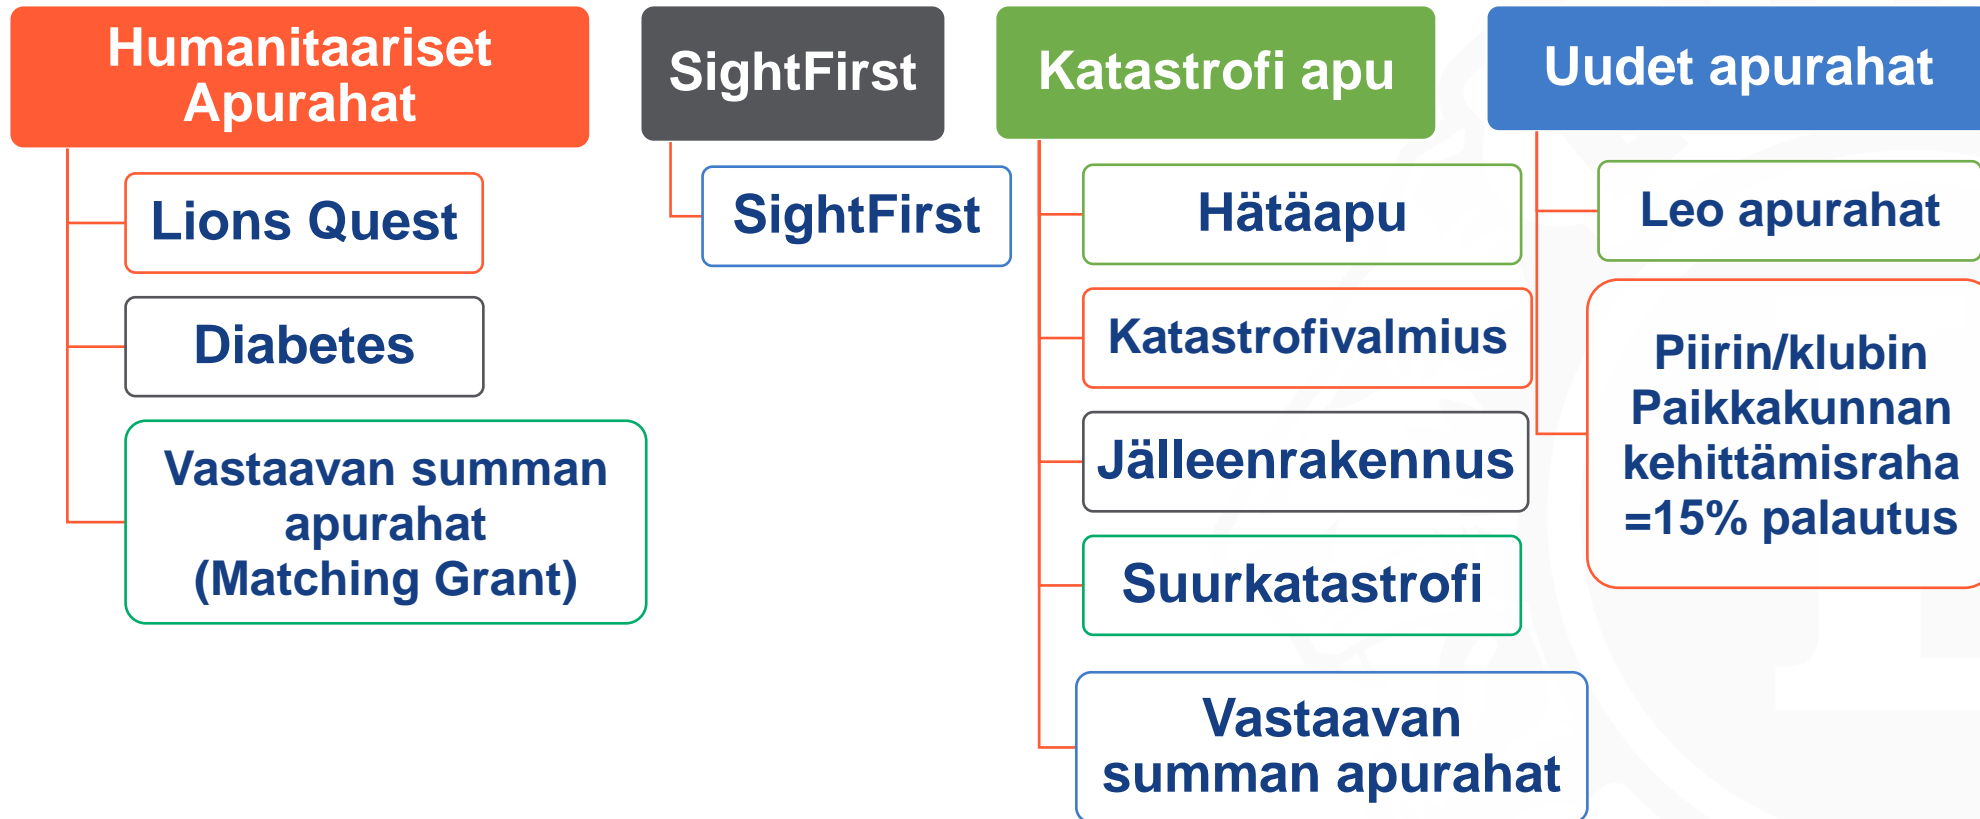 Humanitaariset
Apurahat
Lions Quest
Diabetes
Vastaavan summan
apurahat
(Matching Grant)
SightFirst
SightFirst
Katastrofi apu
Hätäapu
Katastrofivalmius
Jälleenrakennus
Suurkatastrofi
Vastaavan
summan apurahat
Uudet apurahat
Leo apurahat
Piirin/klubin
Paikkakunnan
kehittämisraha
=15% palautus